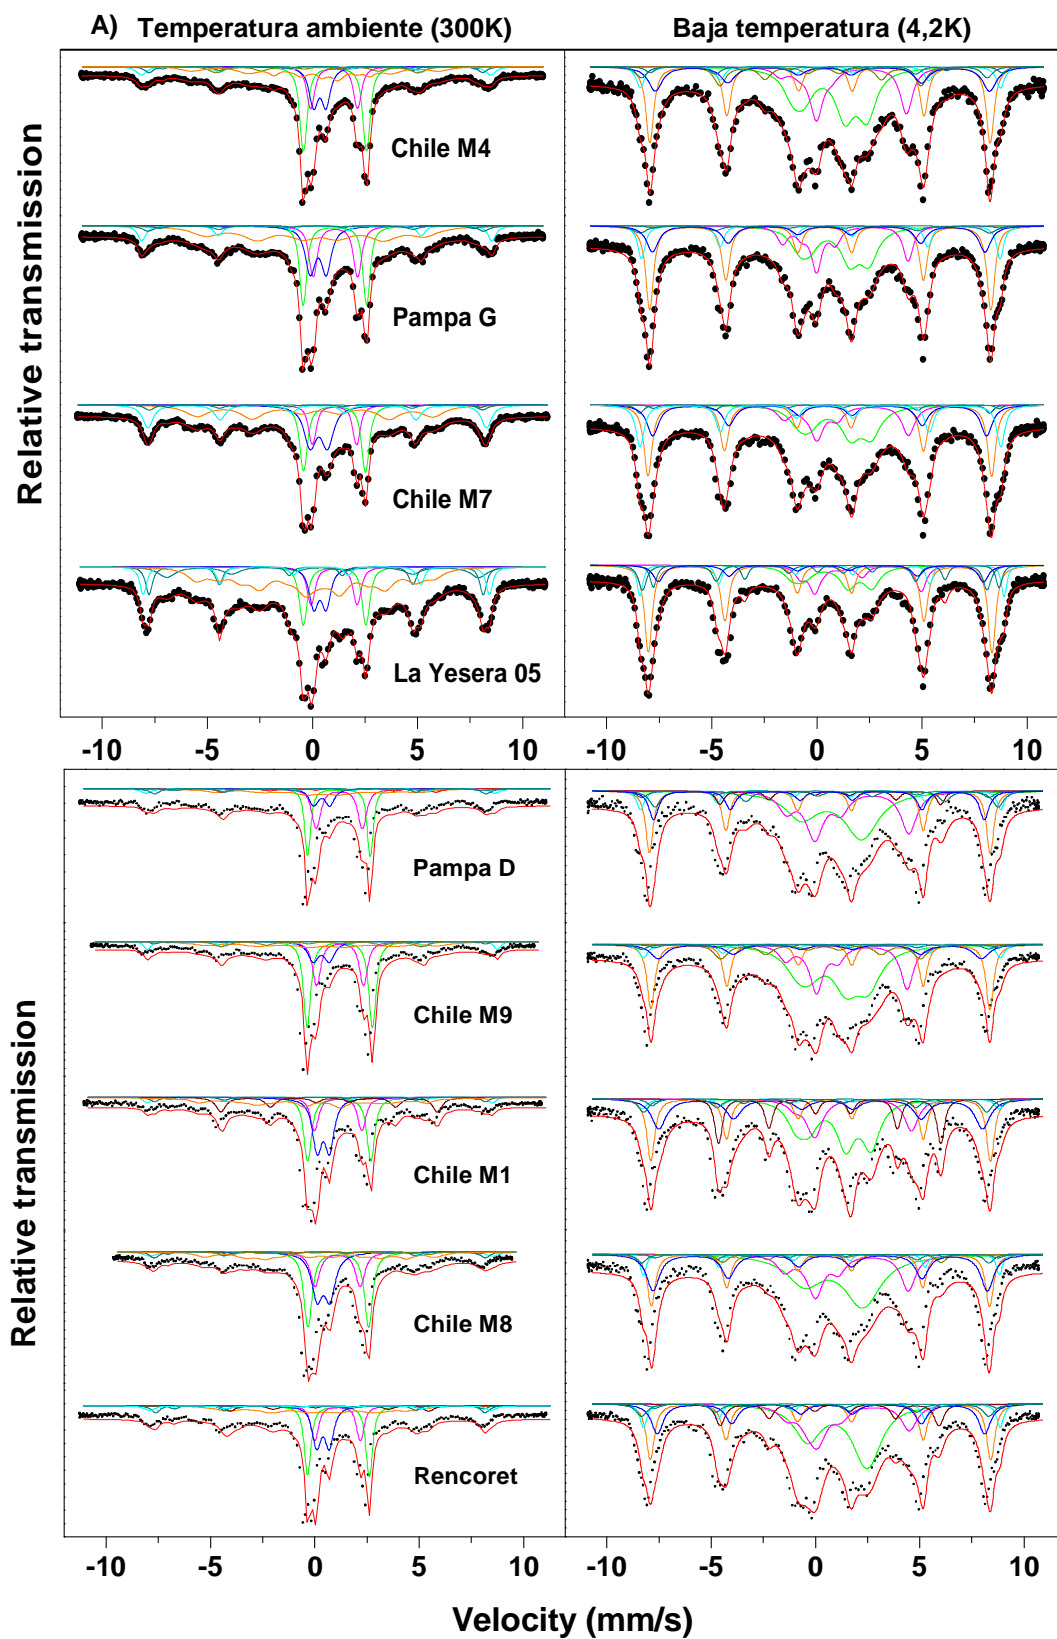 A) Temperatura ambiente (300K) Baja temperatura (4,2K)
Relative transmission
Chile M4
Pampa G
Chile M7
La Yesera 05
-10 -5 0 5 10 -10 -5 0 5 10
Relative transmission
Pampa D
Chile M9
Chile M1
Chile M8
Rencoret
-10 -5 0 5 10 -10 -5 0 5 10
Velocity (mm/s)